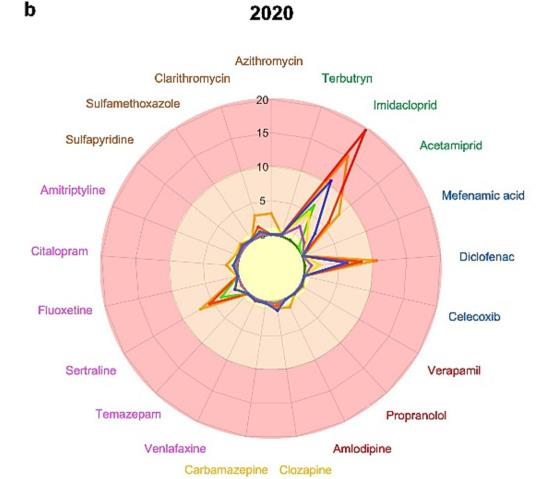 b
2020
Azithromycin
Clarithromycin
Terbutryn
Sulfamethoxazole
Imidacloprid
Sulfapyridine
Acetamiprid
Amitriptyline
Mefenamic acid
Citalopram
Diclofenac
Fluoxetine
Celecoxib
Sertraline
Verapamil
Temazepam
Propranolol
Venlafaxine
Amlodipine
Carbamazepine
Clozapine
20
15
10
5